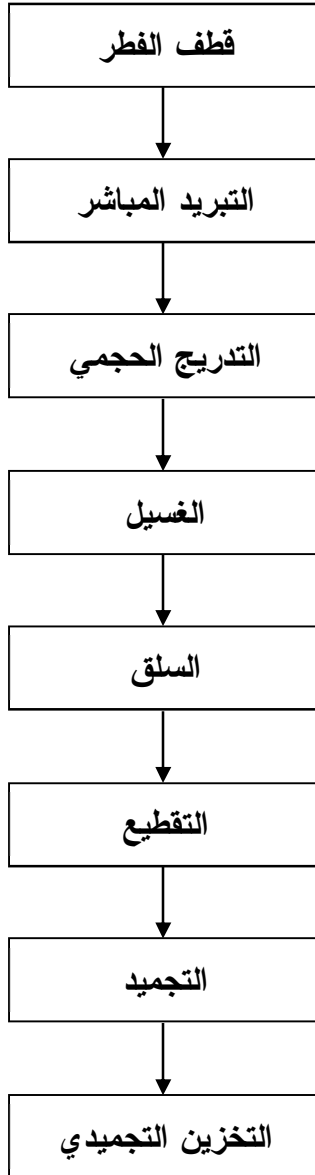 قطف الفطر
التبريد المباشر
التدريج الحجمي
الغسيل
السلق
التقطيع
التجميد
التخزين التجميدي